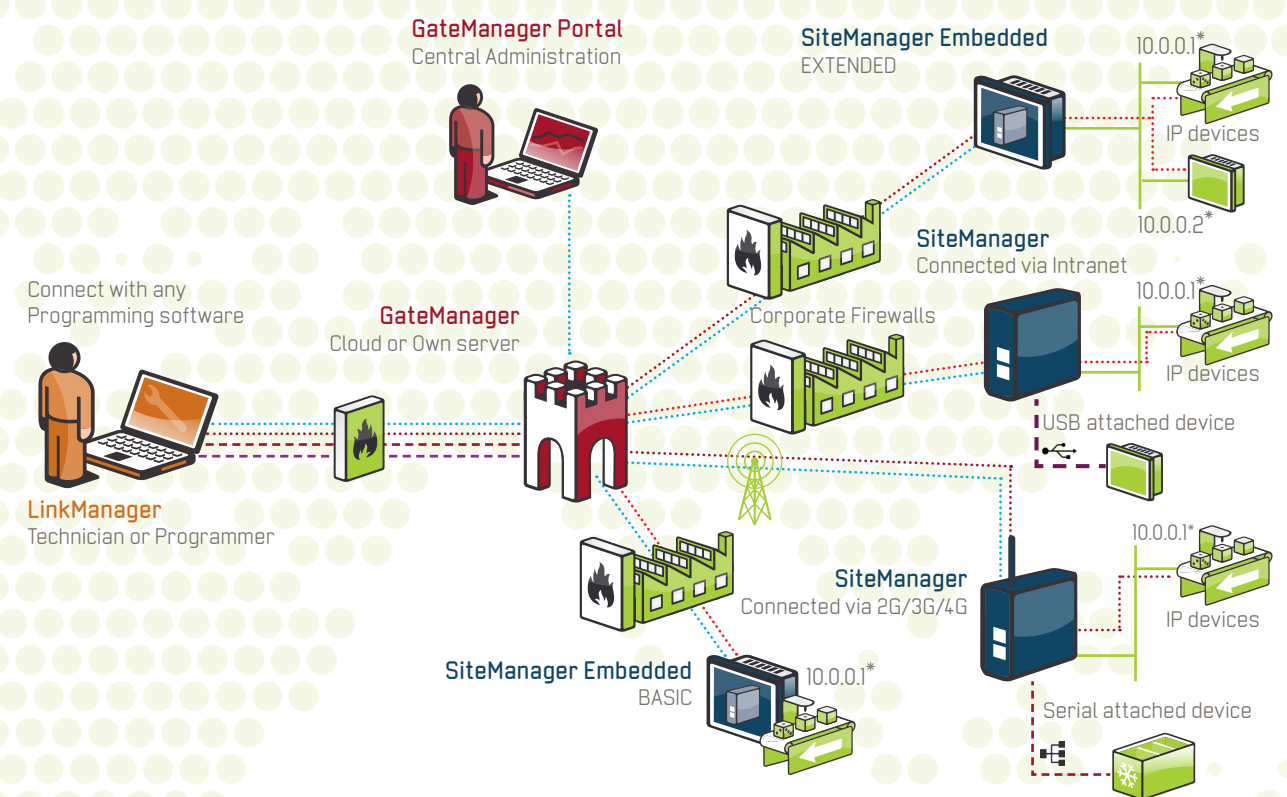 GateManager Portal
Central Administration
SiteManager Embedded
EXTENDED
10.0.0.1*
IP devices
10.0.0.2*
SiteManager
Connected via Intranet
10.0.0.1*
IP devices
Connect with any
Programming software
GateManager
Cloud or Own server
Corporate Firewalls
USB attached device
LinkManager
Technician or Programmer
10.0.0.1*
SiteManager
Connected via 2G/3G/4G
IP devices
SiteManager Embedded
BASIC
10.0.0.1*
Serial attached device